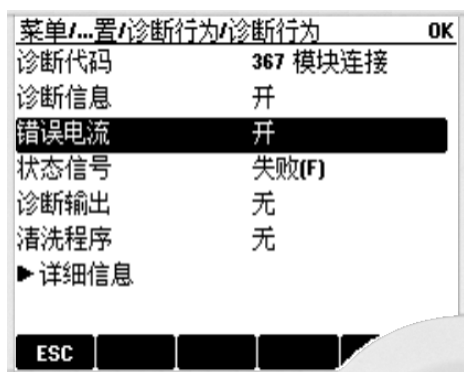 菜单/...置/诊断行为/诊断行为 OK
诊断代码 367 模块连接
诊断信息 开
错误电流 开
状态信号 失败(F)
诊断输出 无
清洗程序 无
▶详细信息
ESC